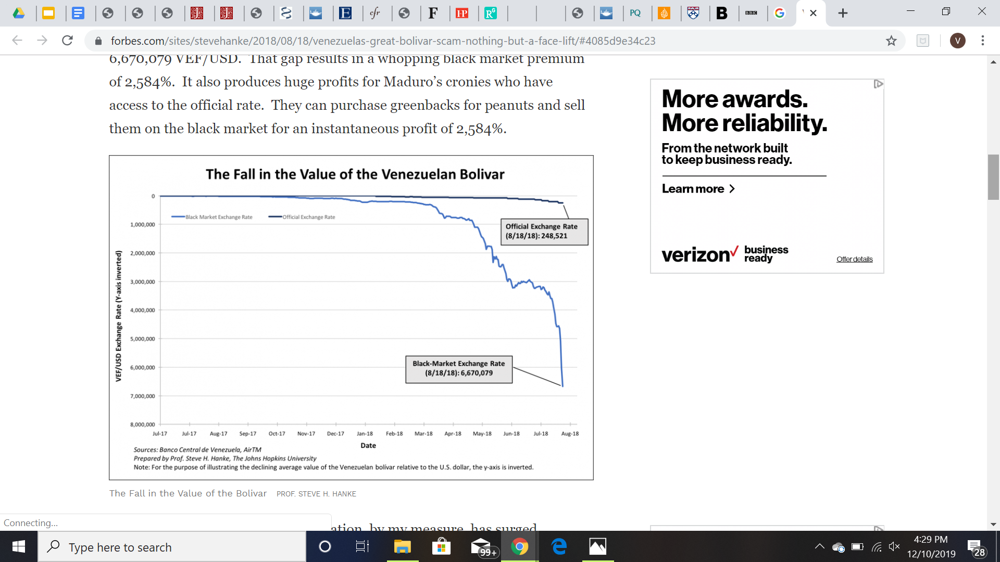 cfr
F
FP
RG
PQ
B
BBC
G
forbes.com/sites/stevehanke/2018/08/18/venezuelas-great-bolivar-scam-nothing-but-a-face-lift/#4085d9e34c23
V
6,670,079 VEF/USD. That gap results in a whopping black market premium
of 2,584%. It also produces huge profits for Maduro’s cronies who have
access to the official rate. They can purchase greenbacks for peanuts and sell
them on the black market for an instantaneous profit of 2,584%.
The Fall in the Value of the Venezuelan Bolivar
0
Black Market Exchange Rate
Official Exchange Rate
1,000,000
2,000,000
3,000,000
4,000,000
5,000,000
6,000,000
7,000,000
8,000,000
VEF/USD Exchange Rate (Y-axis inverted)
Official Exchange Rate
(8/18/18): 248,521
Black-Market Exchange Rate
(8/18/18): 6,670,079
Jul-17 Jul-17 Aug-17 Sep-17 Oct-17 Nov-17 Dec-17 Jan-18 Feb-18 Mar-18 Apr-18 May-18 Jun-18 Jul-18 Aug-18
Date
Sources: Banco Central de Venezuela, AirTM
Prepared by Prof. Steve H. Hanke, The Johns Hopkins University
Note: For the purpose of illustrating the declining average value of the Venezuelan bolívar relative to the U.S. dollar, the y-axis is inverted.
The Fall in the Value of the Bolivar PROF. STEVE H. HANKE
ation, by my measure, has surged
More awards.
More reliability.
From the network built
to keep business ready.
Learn more >
verizon✓ business
ready
Offer details
Connecting...
Type here to search
99+
4:29 PM
12/10/2019
28